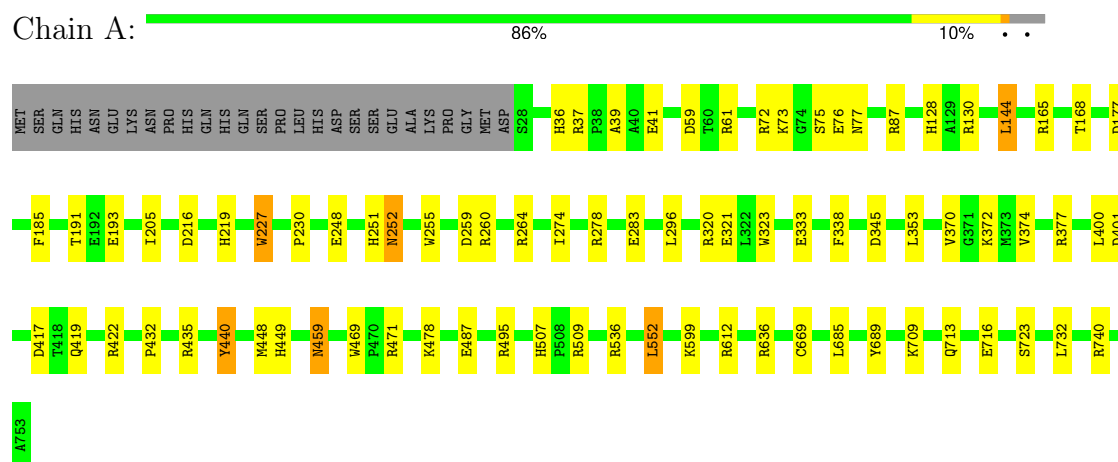 Chain A:
86% 10% • •
MET SER GLN HIS ASN GLU LYS ASN PRO HIS GLN HIS GLN SER PRO LEU HIS ASP SER SER GLU ALA LYS PRO GLY MET ASP S28 H36 R37 P38 A39 A40 E41 D59 T60 R61 R72 K73 G74 S75 E76 N77 R87 H128 A129 R130 L144 R165 T168 D177
F185 T191 E192 E193 I205 D216 H219 W227 P230 E248 H251 N252 W255 D259 R260 R264 I274 R278 E283 L296 R320 E321 L322 W323 E333 F338 D345 L353 V370 G371 K372 M373 V374 R377 L400 D401
D417 T418 Q419 R422 P432 R435 Y440 M448 H449 N459 W469 P470 R471 K478 E487 R495 H507 P508 R509 R536 L552 K599 R612 R636 C669 L685 Y689 K709 Q713 E716 S723 L732 R740
A753